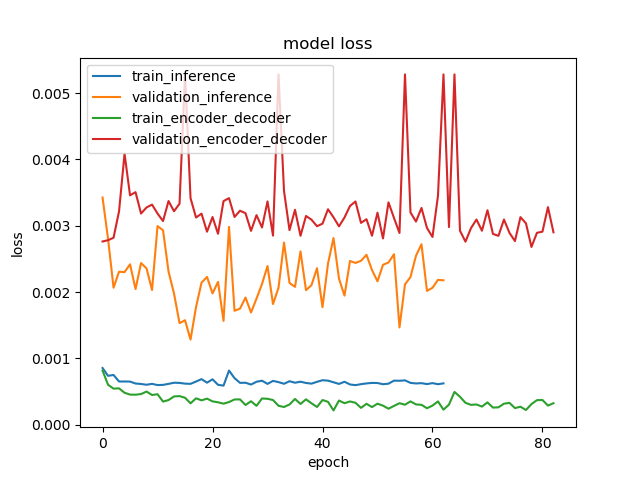 model loss
train_inference
validation_inference
train_encoder_decoder
validation_encoder_decoder
loss
0.005
0.004
0.003
0.002
0.001
0.000
0 20 40 60 80
epoch